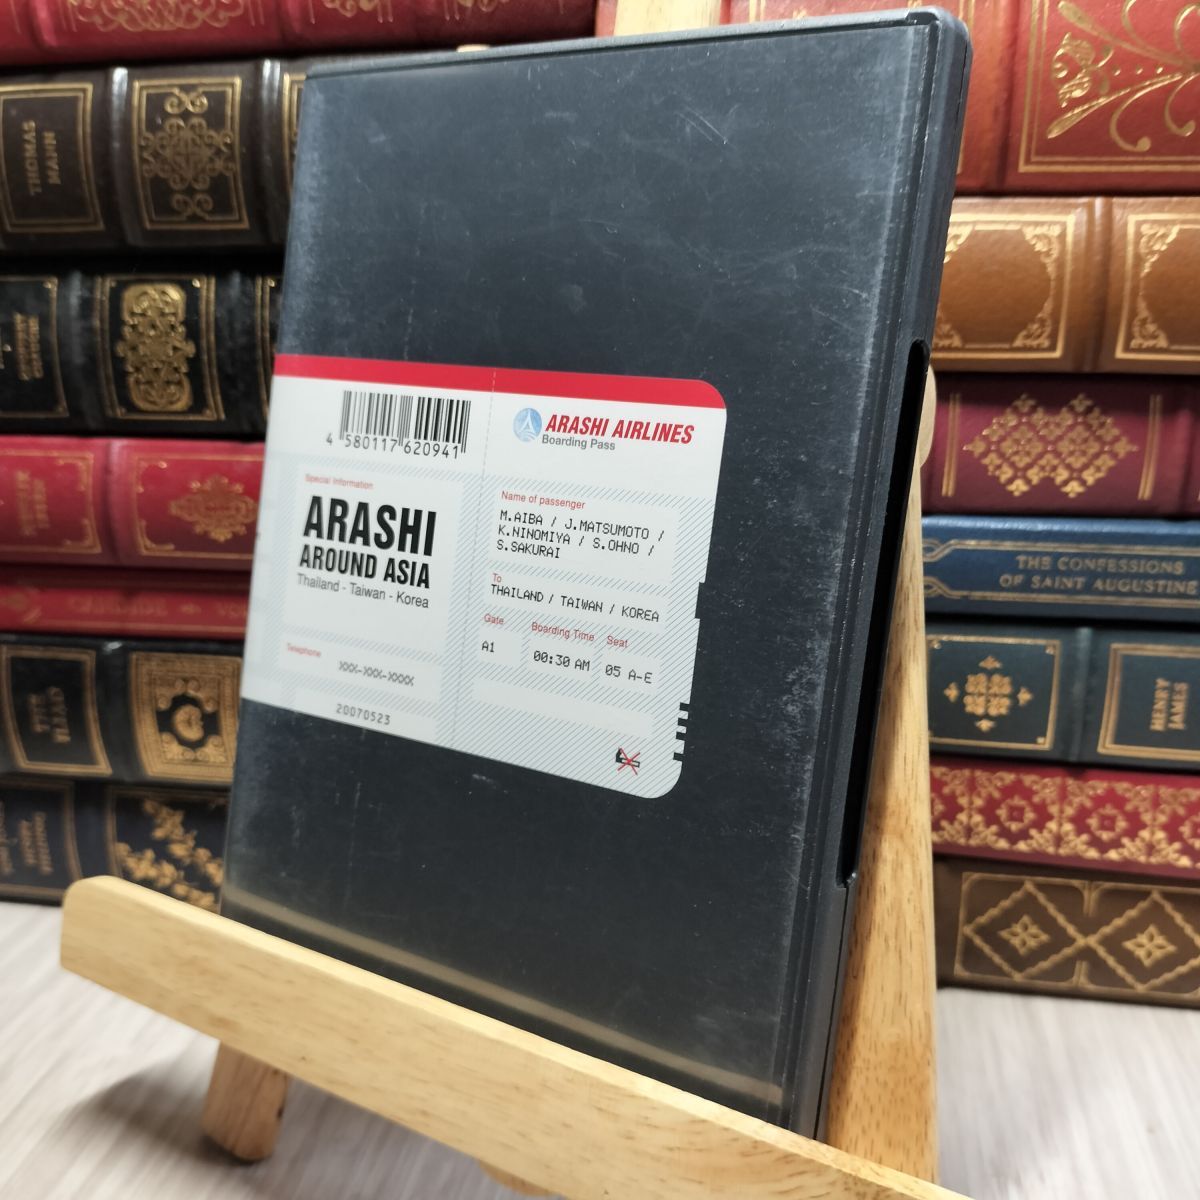 THOMAS
MANN
4 580117 620941
ARASHI AIRLINES
Boarding Pass
Special Information
ARASHI
AROUND ASIA
Thailand - Taiwan - Korea
Name of passenger
M.AIBA / J.MATSUMOTO /
K.NINOMIYA / S.OHNO /
S.SAKURAI
To
THAILAND / TAIWAN / KOREA
Gate
Boarding Time
Seat
A1
00:30 AM
05 A-E
Telephone
XXX-XXX-XXXX
20070523
THE CONFESSIONS
OF SAINT AUGUSTINE
HENRY
JAMES